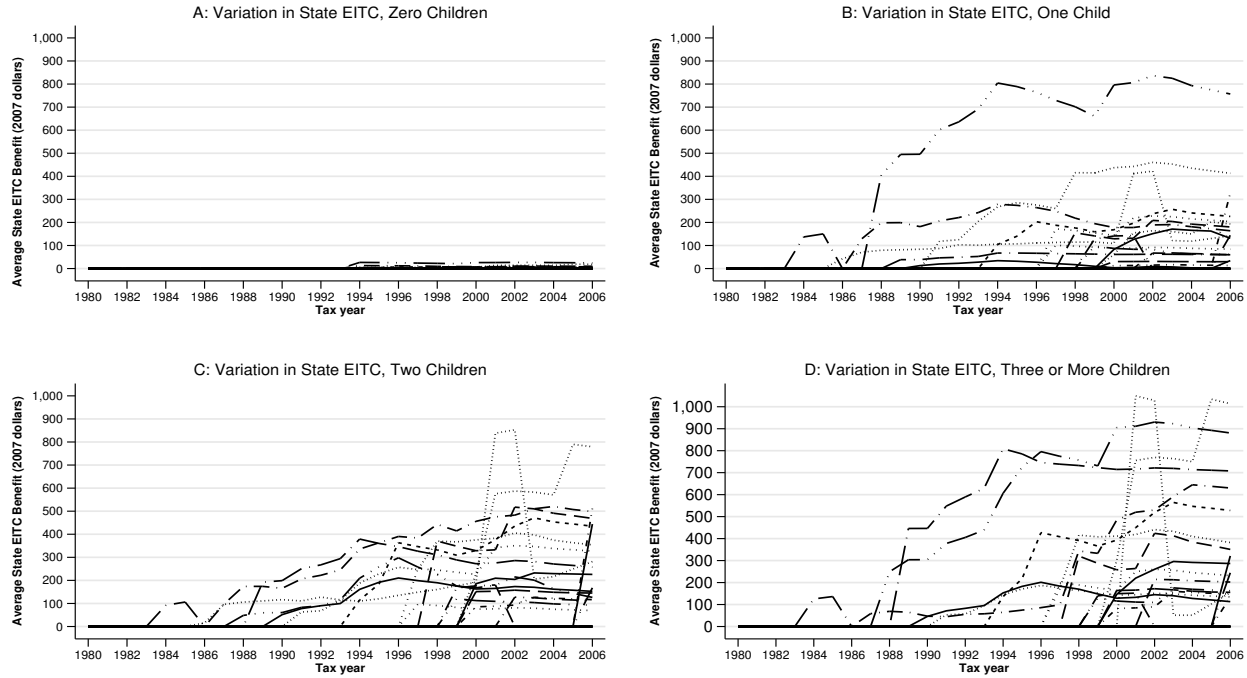 A: Variation in State EITC, Zero Children
Average State EITC Benefit (2007 dollars)
1,000
900
800
700
600
500
400
300
200
100
0
1980 1982 1984 1986 1988 1990 1992 1994 1996 1998 2000 2002 2004 2006
Tax year
B: Variation in State EITC, One Child
Average State EITC Benefit (2007 dollars)
1,000
900
800
700
600
500
400
300
200
100
0
1980 1982 1984 1986 1988 1990 1992 1994 1996 1998 2000 2002 2004 2006
Tax year
C: Variation in State EITC, Two Children
Average State EITC Benefit (2007 dollars)
1,000
900
800
700
600
500
400
300
200
100
0
1980 1982 1984 1986 1988 1990 1992 1994 1996 1998 2000 2002 2004 2006
Tax year
D: Variation in State EITC, Three or More Children
Average State EITC Benefit (2007 dollars)
1,000
900
800
700
600
500
400
300
200
100
0
1980 1982 1984 1986 1988 1990 1992 1994 1996 1998 2000 2002 2004 2006
Tax year